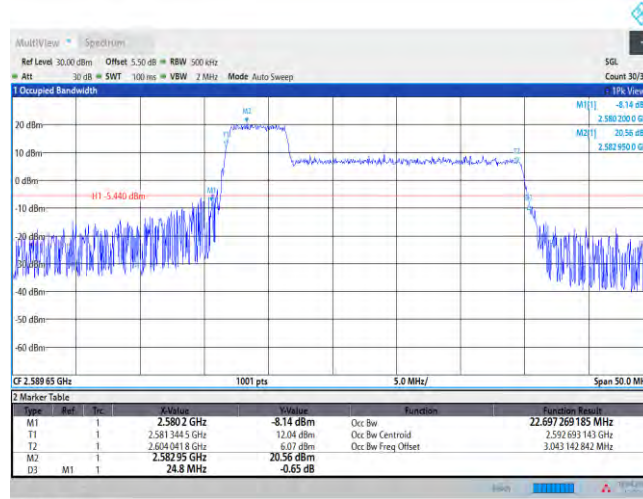 MultiView Spectrum
Ref Level 30.00 dBm Offset 5.50 dB RBW 500 kHz SGL
Att 30 dB SWT 100 ms VBW 2 MHz Mode Auto Sweep Count 30/3
1 Occupied Bandwidth 1Pk View
M1[1] -8.14 dB
2.580 200 0 G
M2[1] 20.56 dB
2.582 950 0 G
M2
20 dBm
T1
T2
10 dBm
0 dBm
H1 -5.440 dBm
M1
-10 dBm
-20 dBm
-30 dBm
-40 dBm
-50 dBm
-60 dBm
CF 2.589 65 GHz 1001 pts 5.0 MHz/ Span 50.0 MH
2 Marker Table
Type Ref Trc X-Value Y-Value Function Function Result
M1 1 2.580 2 GHz -8.14 dBm Occ Bw 22.697 269 185 MHz
T1 1 2.581 344 5 GHz 12.04 dBm Occ Bw Centroid 2.592 693 143 GHz
T2 1 2.604 041 8 GHz 6.07 dBm Occ Bw Freq Offset 3.043 142 842 MHz
M2 1 2.582 95 GHz 20.56 dBm
D3 M1 1 24.8 MHz -0.65 dB